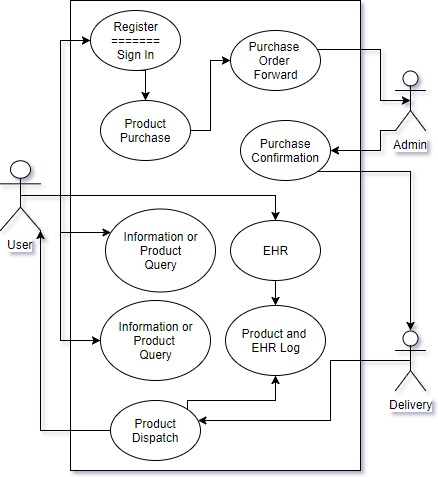 Register
=======
Sign In
Purchase
Order
Forward
Product
Purchase
Purchase
Confirmation
Admin
User
Information or
Product
Query
EHR
Information or
Product
Query
Product and
EHR Log
Product
Dispatch
Delivery